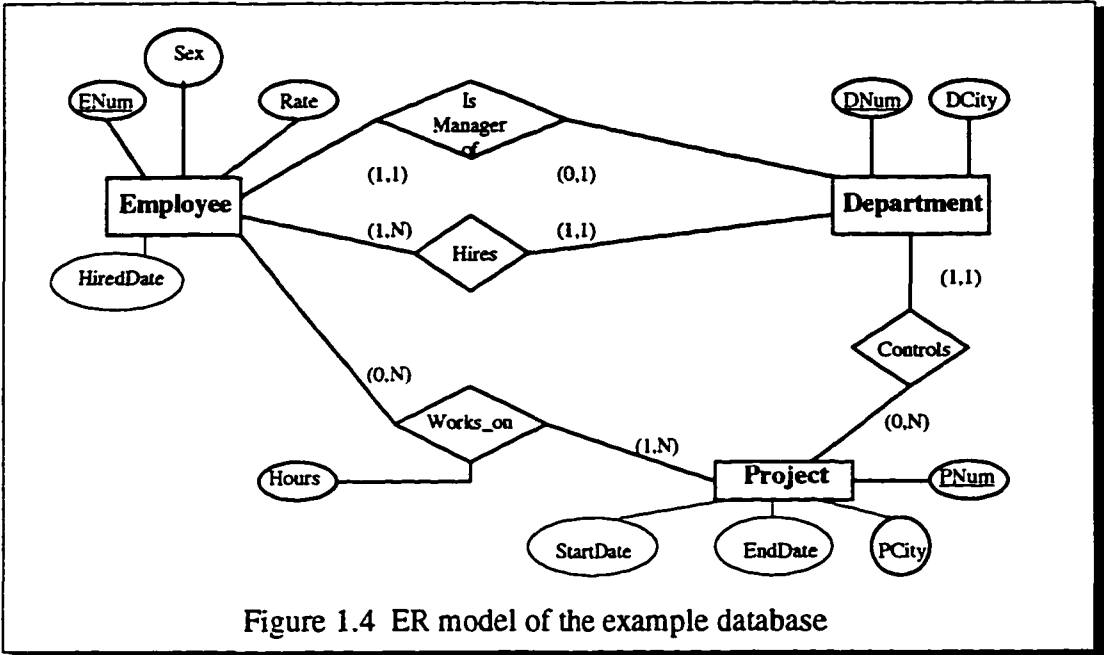 Sex
ENum
Rate
Is
Manager
of
DNum
DCity
(1,1)
(0,1)
Employee
Department
(1,N)
(1,1)
Hires
HiredDate
(1,1)
Controls
(0,N)
Works_on
(0,N)
(1,N)
Hours
Project
PNum
StartDate
EndDate
PCity
Figure 1.4 ER model of the example database